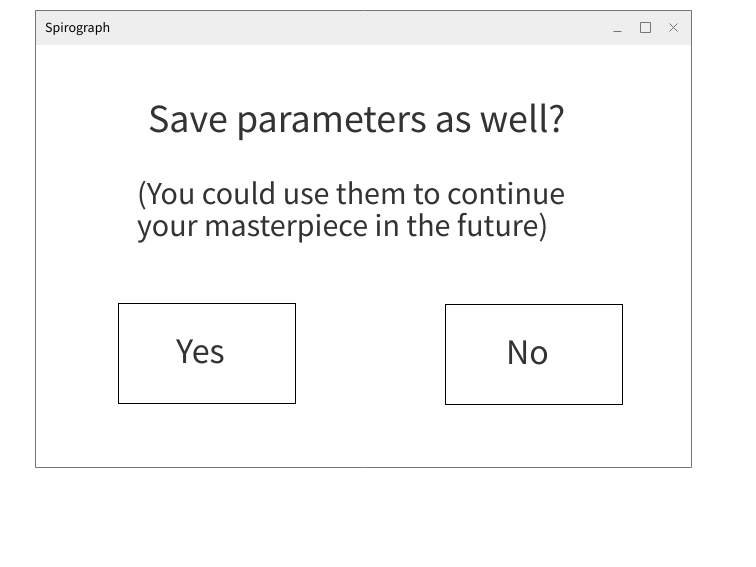 Spirograph
Save parameters as well?
(You could use them to continue
your masterpiece in the future)
Yes
No